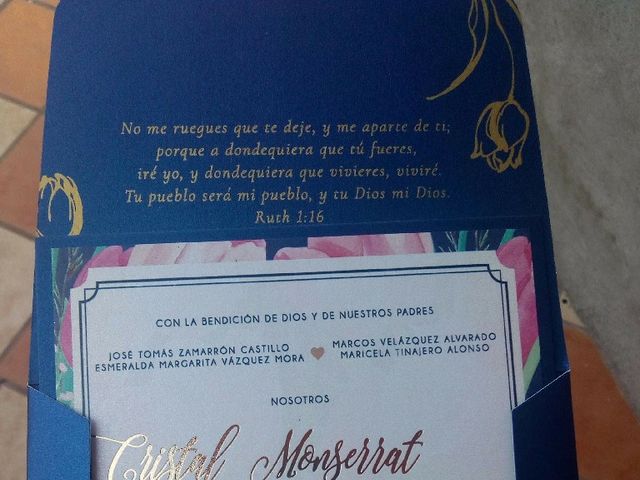 No me ruegues que te deje, y me aparte de ti;
porque a dondequiera que tú fueres,
iré yo, y dondequiera que vivieres, viviré.
Tu pueblo será mi pueblo, y tu Dios mi Dios.
Ruth 1:16
CON LA BENDICIÓN DE DIOS Y DE NUESTROS PADRES
JOSÉ TOMÁS ZAMARRÓN CASTILLO
ESMERALDA MARGARITA VÁZQUEZ MORA
MARCOS VELÁZQUEZ ALVARADO
MARICELA TINAJERO ALONSO
NOSOTROS
Cristal Monserrat